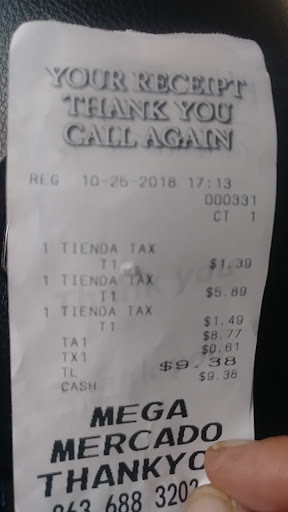 YOUR RECEIPT
THANK YOU
CALL AGAIN
REG 10-25-2018 17:13
000331
CT 1
1 TIENDA TAX
T1 $1.39
1 TIENDA TAX
T1 $5.89
1 TIENDA TAX
T1 $1.49
TA1 $8.77
TX1 $0.61
TL $9.38
CASH $9.38
MEGA
MERCADO
688 3202